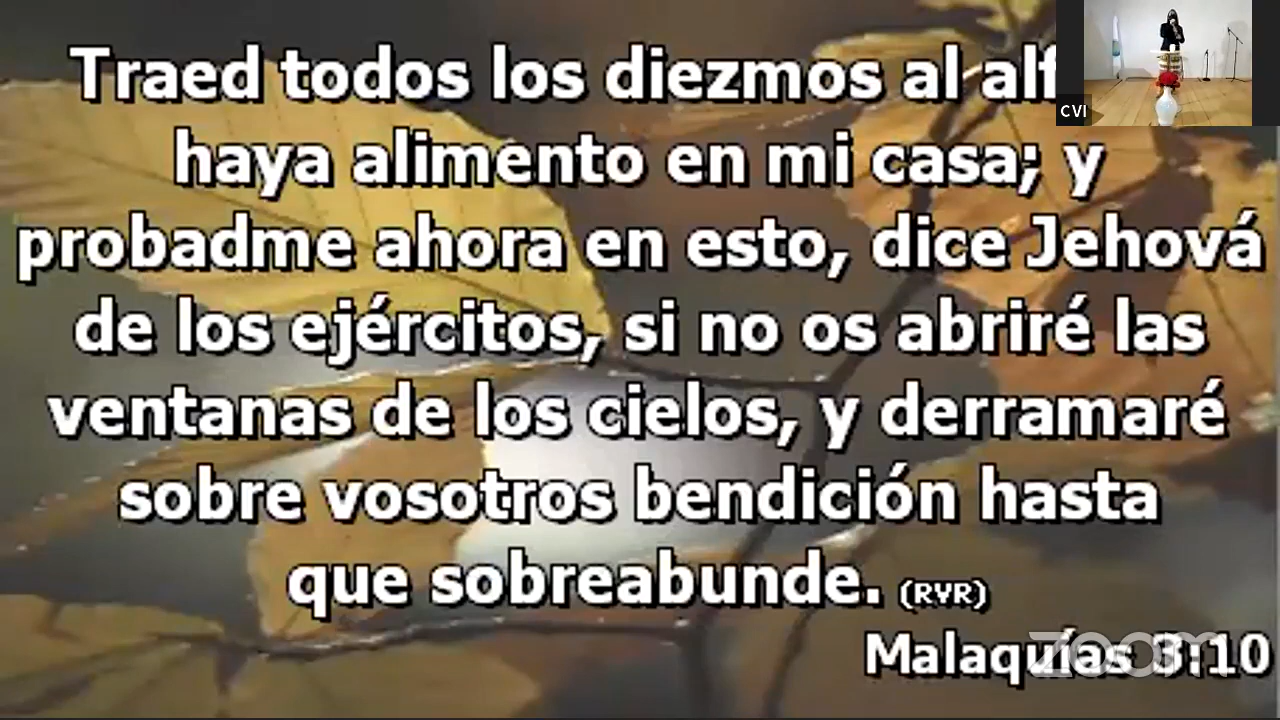 Traed todos los diezmos al
haya alimento en mi casa; y
probadme ahora en esto, dice Jehová
de los ejércitos, si no os abriré las
ventanas de los cielos, y derramaré
sobre vosotros bendición hasta
que sobreabunde. (RVR)
Malaquías 3:10
CVI
zoom